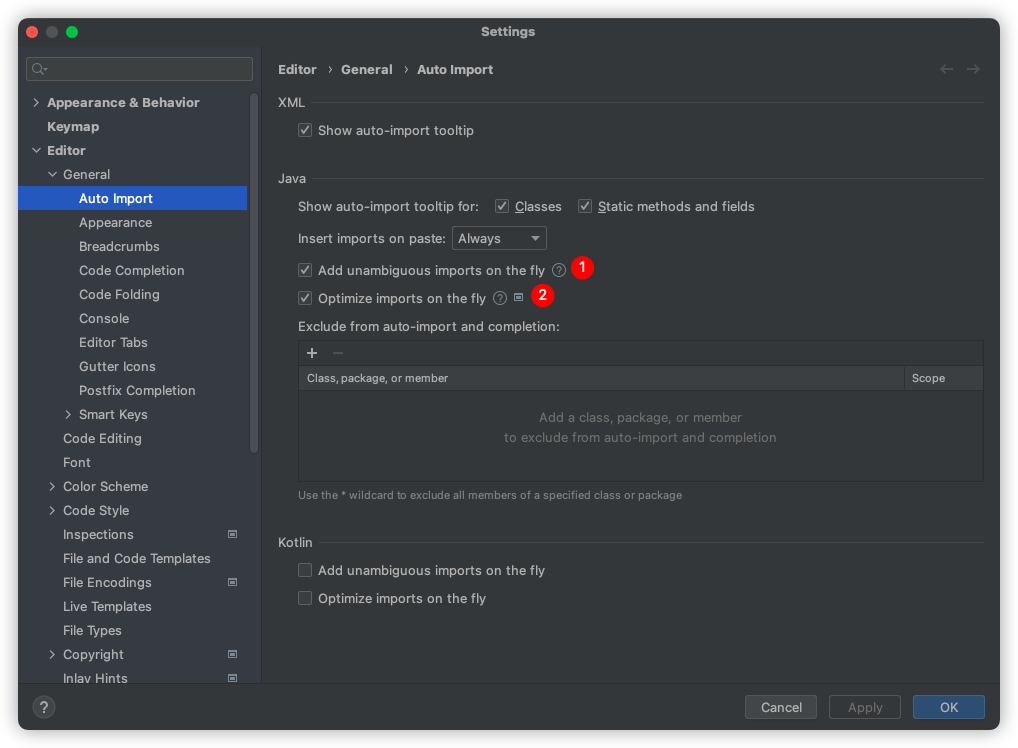 Settings
Editor › General › Auto Import
Appearance & Behavior
Keymap
Editor
General
Auto Import
Appearance
Breadcrumbs
Code Completion
Code Folding
Console
Editor Tabs
Gutter Icons
Postfix Completion
Smart Keys
Code Editing
Font
Color Scheme
Code Style
Inspections
File and Code Templates
File Encodings
Live Templates
File Types
Copyright
Inlay Hints
XML
Show auto-import tooltip
Java
Show auto-import tooltip for: Classes Static methods and fields
Insert imports on paste: Always
Add unambiguous imports on the fly ? 1
Optimize imports on the fly ? 2
Exclude from auto-import and completion:
+ −
Class, package, or member Scope
Add a class, package, or member
to exclude from auto-import and completion
Use the * wildcard to exclude all members of a specified class or package
Kotlin
Add unambiguous imports on the fly
Optimize imports on the fly
? Cancel Apply OK